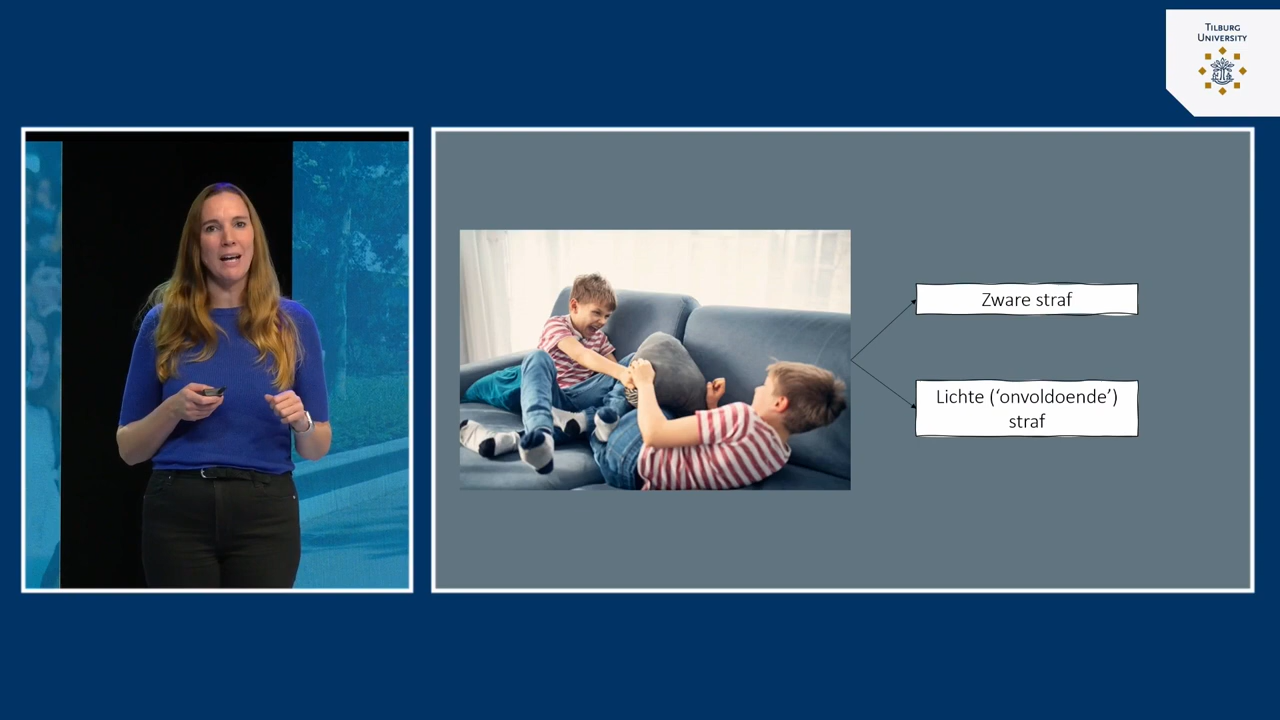 TILBURG
UNIVERSITY
Zware straf
Lichte (‘onvoldoende’)
straf